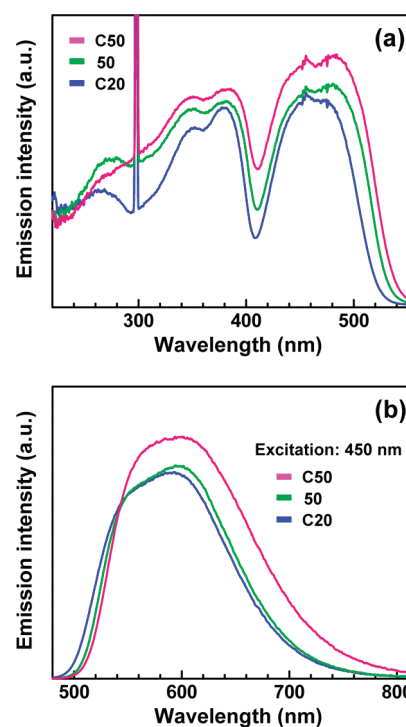 (a)
C50
50
C20
Emission intensity (a.u.)
300 400 500
Wavelength (nm)
(b)
Excitation: 450 nm
C50
50
C20
Emission intensity (a.u.)
500 600 700 800
Wavelength (nm)